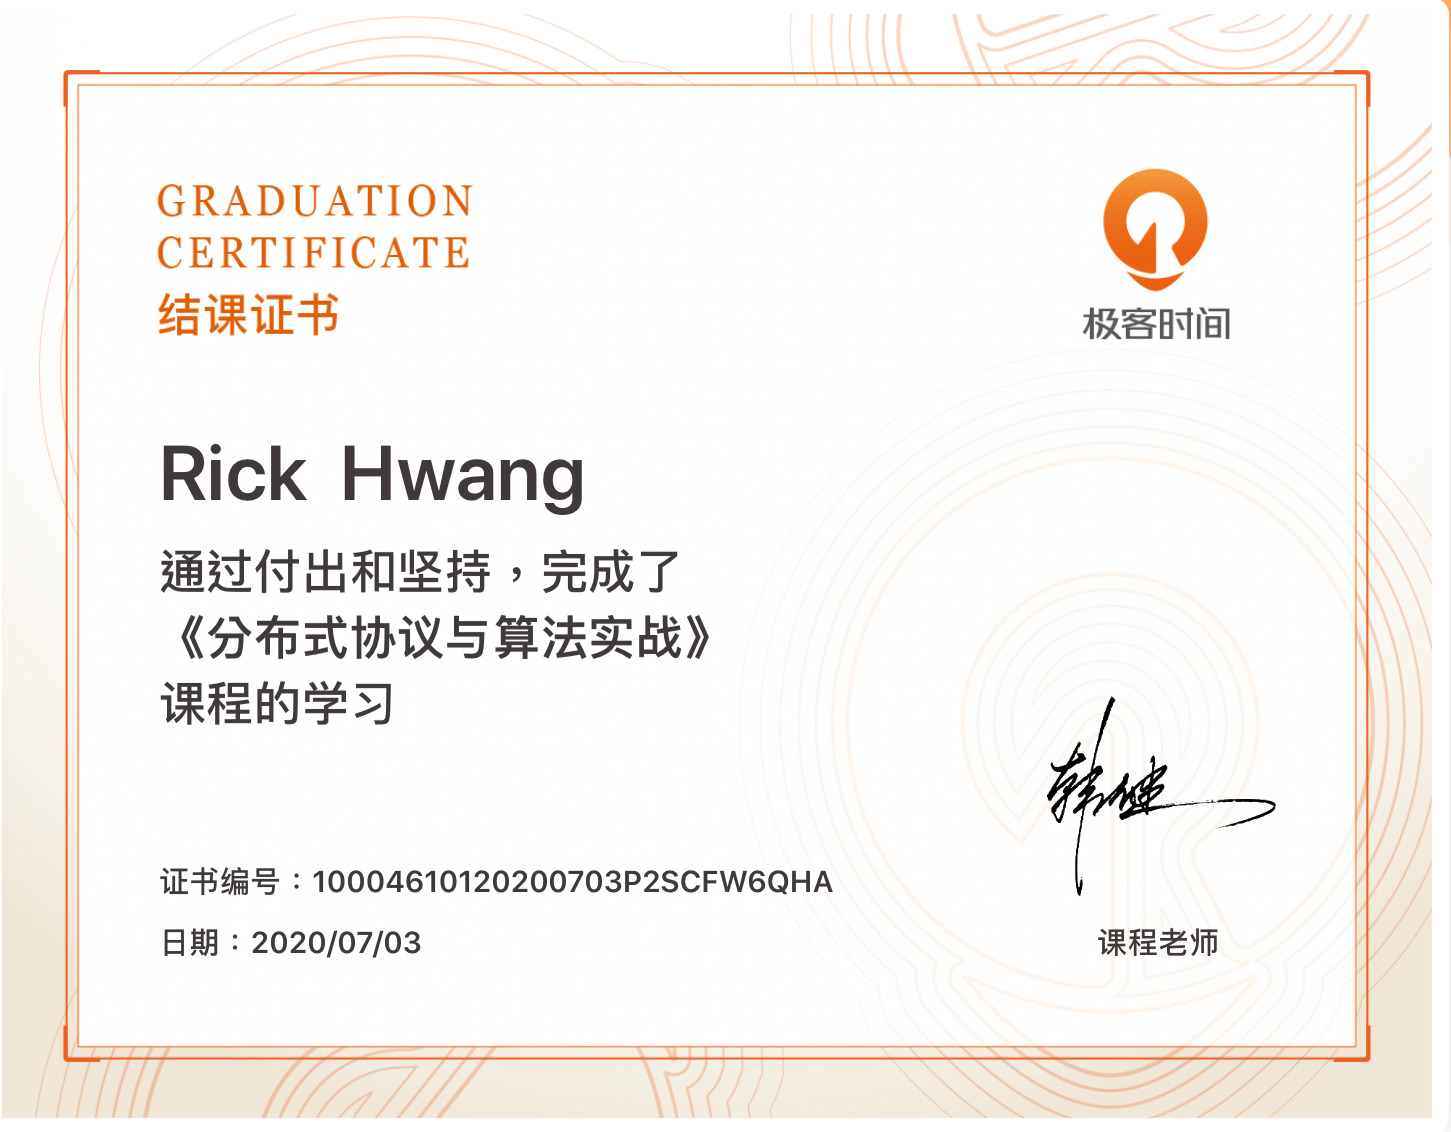 GRADUATION
CERTIFICATE
结课证书
极客时间
Rick Hwang
通过付出和坚持，完成了
《分布式协议与算法实战》
课程的学习
韩健
证书编号：10004610120200703P2SCFW6QHA
日期：2020/07/03
课程老师